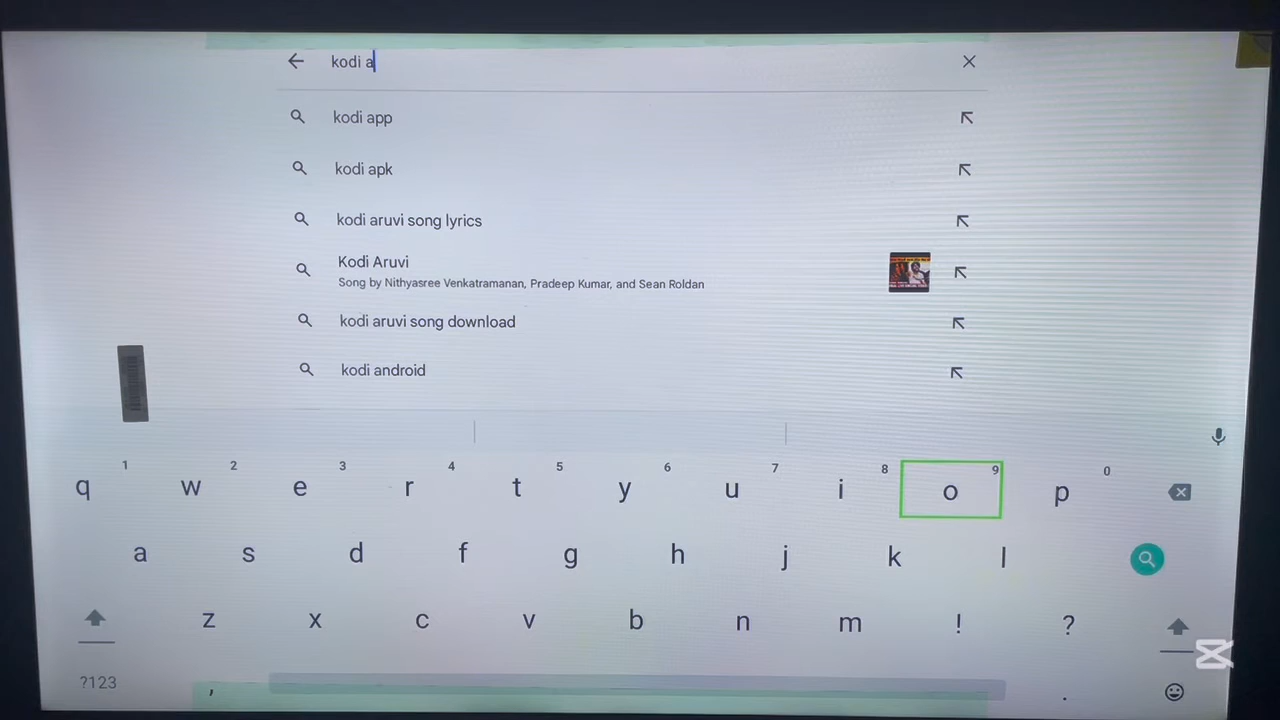 kodi a
kodi app
kodi apk
kodi aruvi song lyrics
Kodi Aruvi
Song by Nithyasree Venkatramanan, Pradeep Kumar, and Sean Roldan
kodi aruvi song download
kodi android
1 2 3 4 5 6 7 8 9 0
q w e r t y u i o p
a s d f g h j k l
z x c v b n m ! ?
?123 , .